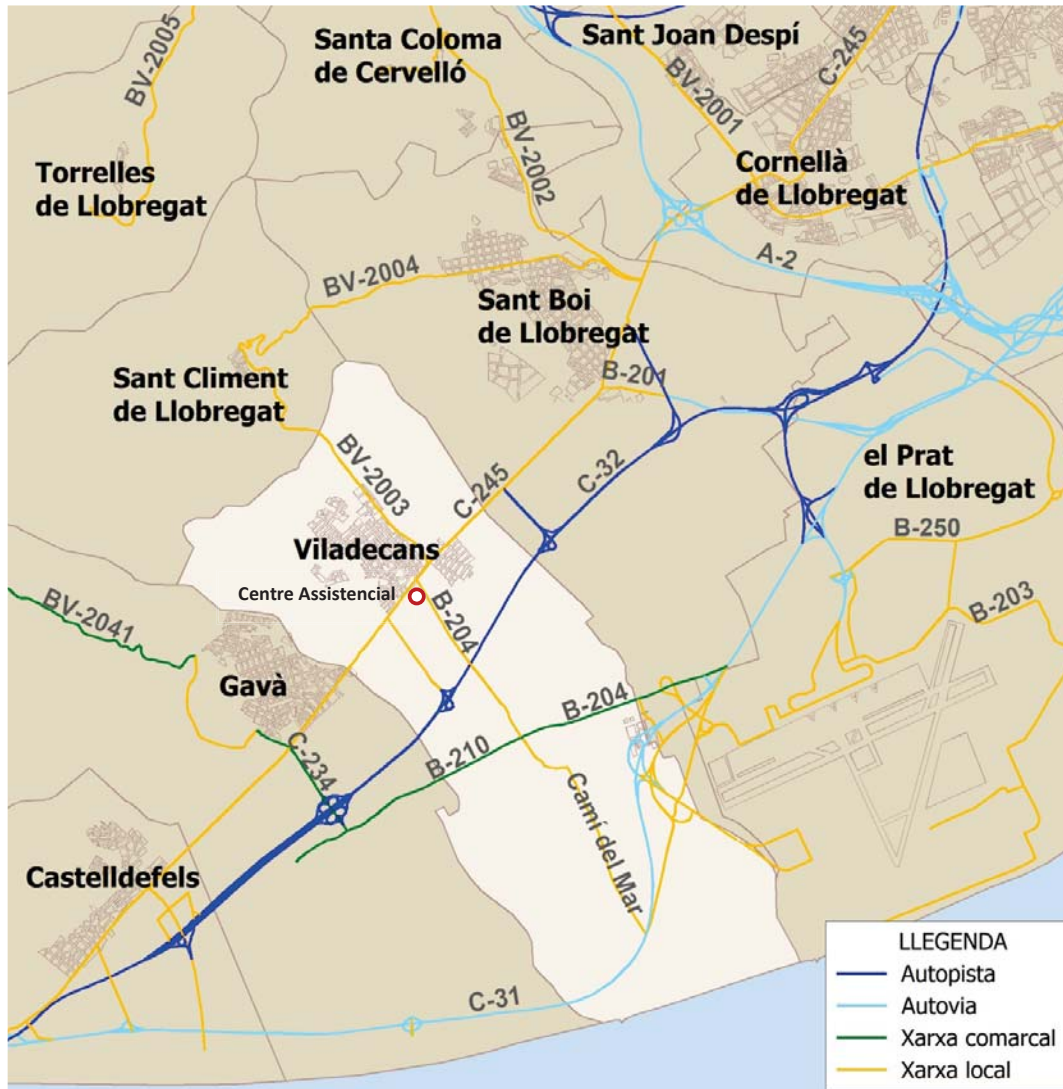 BV-2005
Santa Coloma
de Cervelló
Sant Joan Despí
C-245
BV-2001
BV-2002
Torrelles
de Llobregat
Cornellà
de Llobregat
A-2
BV-2004
Sant Boi
de Llobregat
B-201
Sant Climent
de Llobregat
BV-2003
C-245
C-32
el Prat
de Llobregat
B-250
Viladecans
Centre Assistencial
B-204
B-203
BV-2041
Gavà
B-204
B-210
C-234
Camí del Mar
Castelldefels
C-31
LLEGENDA
Autopista
Autovia
Xarxa comarcal
Xarxa local